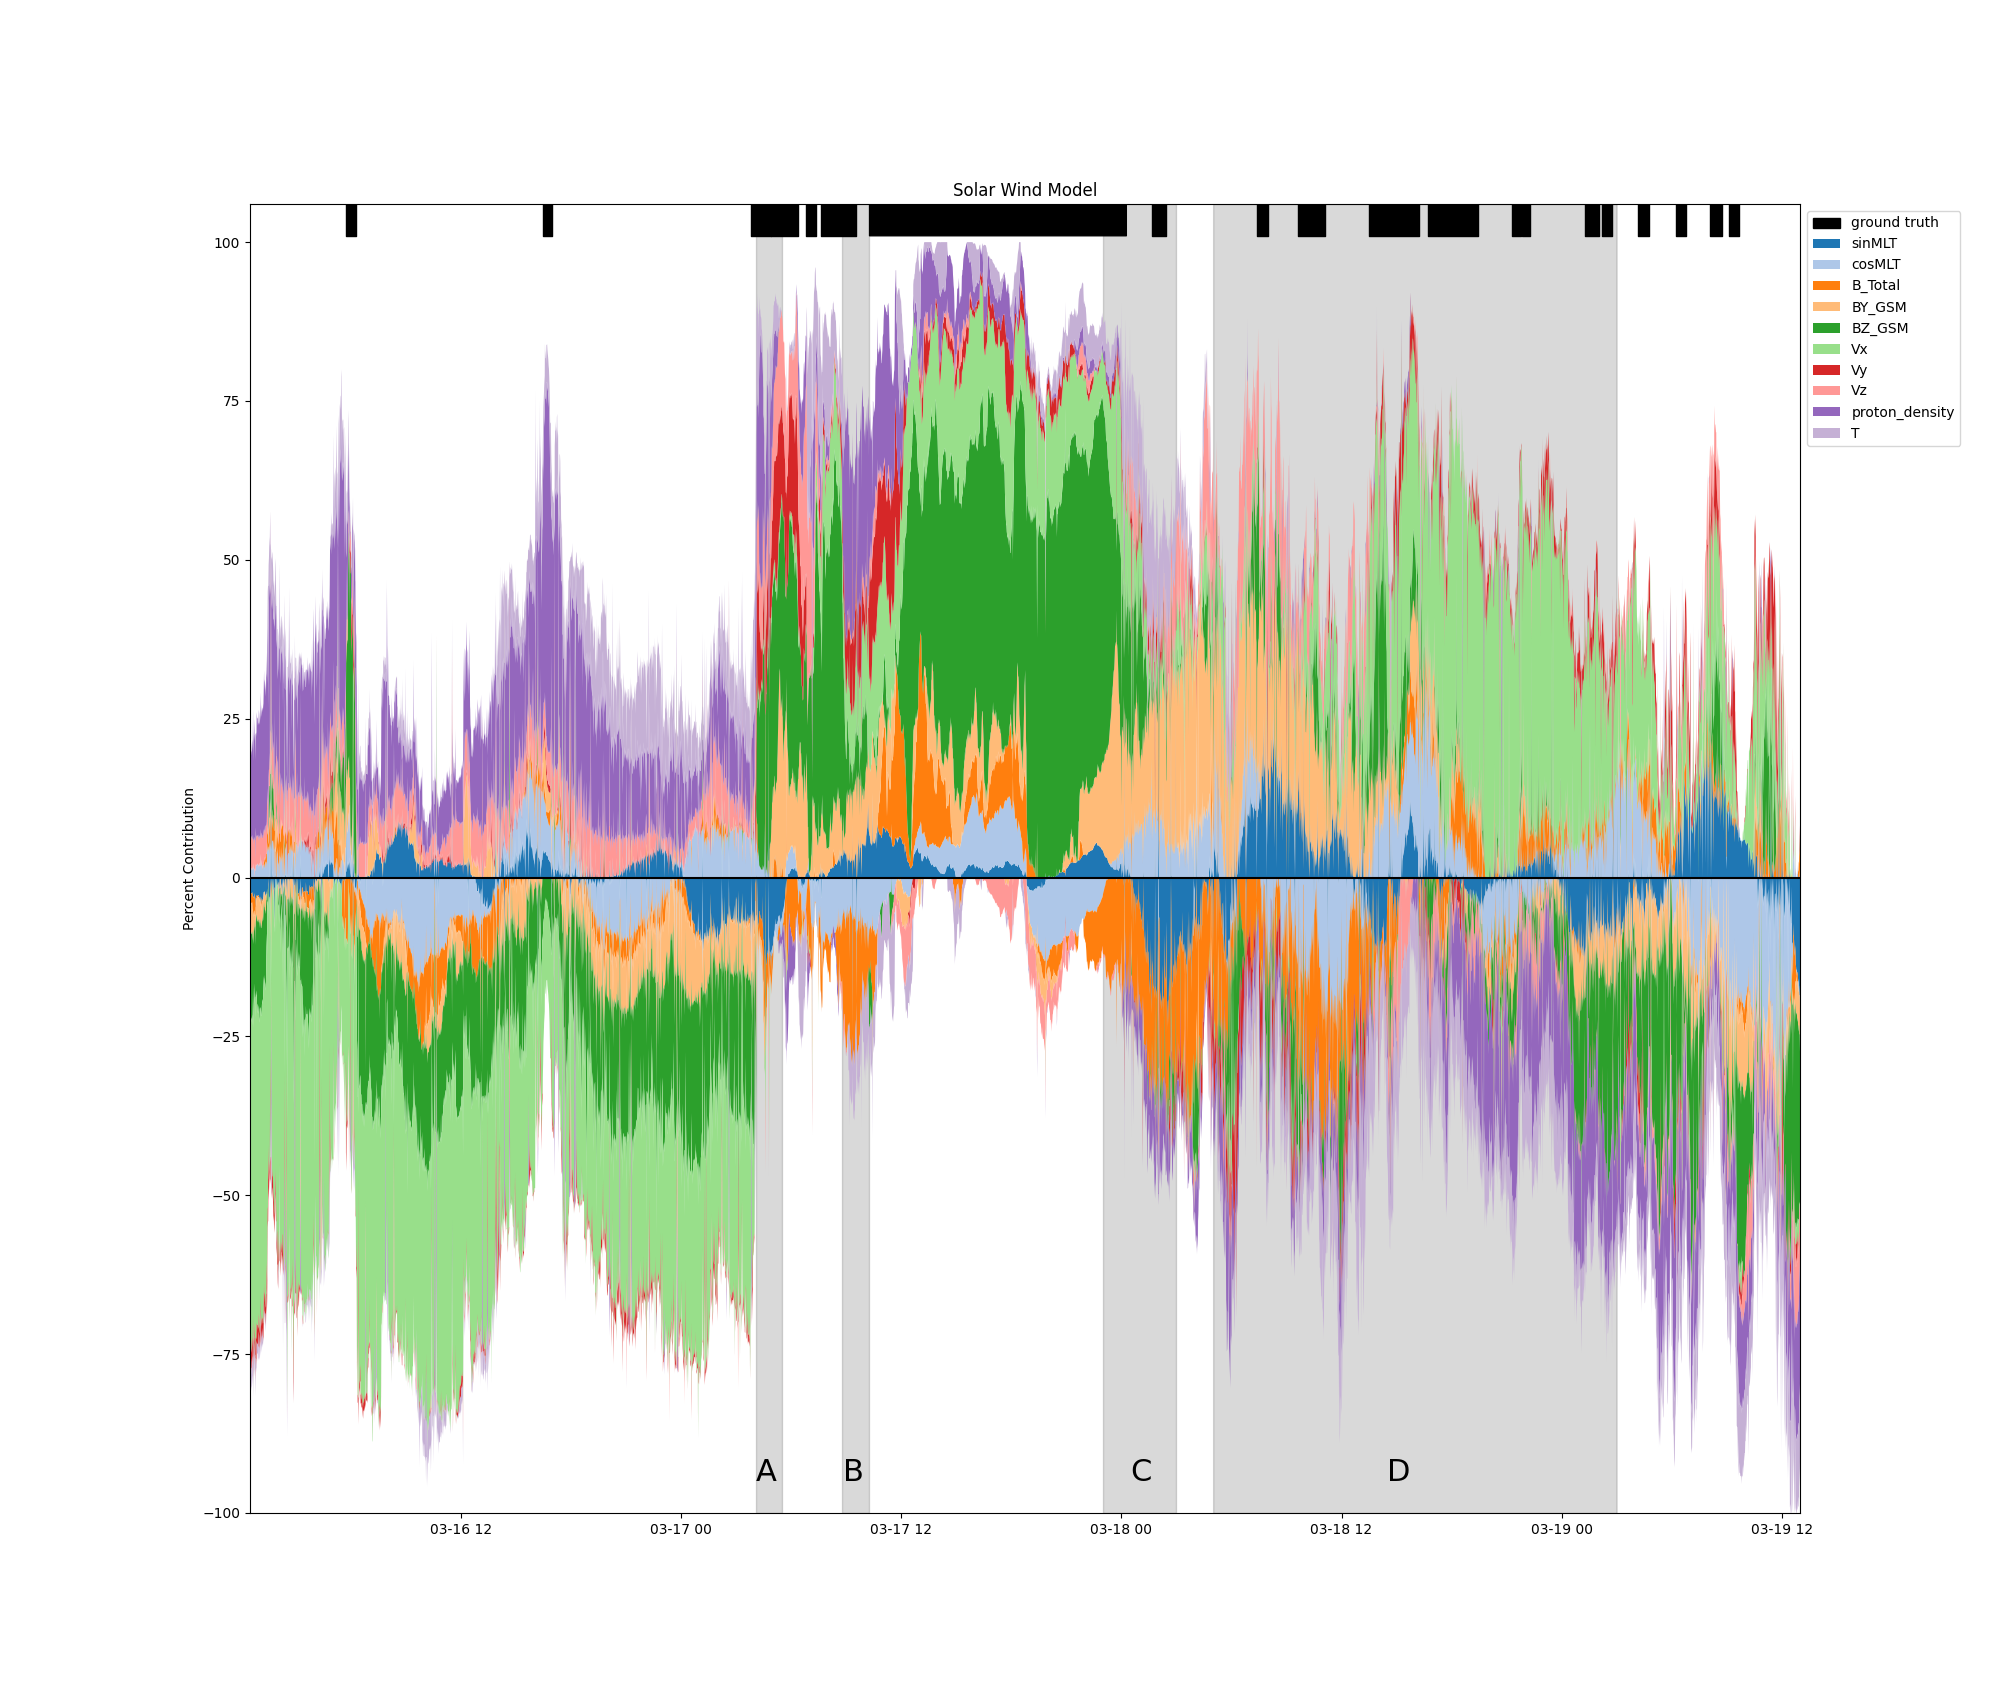 Solar Wind Model
100
75
50
25
0
−25
−50
−75
−100
Percent Contribution
ground truth
sinMLT
cosMLT
B_Total
BY_GSM
BZ_GSM
Vx
Vy
Vz
proton_density
T
A
B
C
D
03-16 12
03-17 00
03-17 12
03-18 00
03-18 12
03-19 00
03-19 12